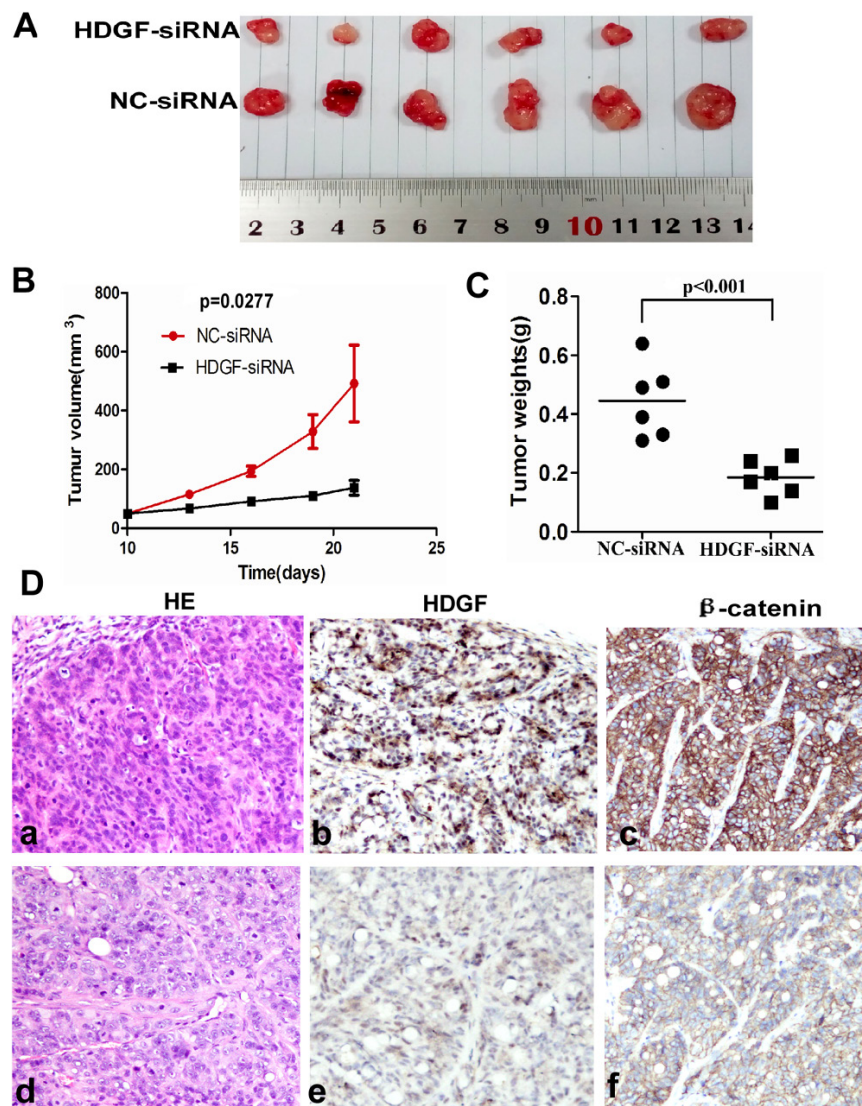 A
HDGF-siRNA
NC-siRNA
2 3 4 5 6 7 8 9 10 11 12 13 14
B
p=0.0277
NC-siRNA
HDGF-siRNA
Tumur volume(mm³)
800
600
400
200
0
10 15 20 25
Time(days)
C
p<0.001
Tumor weights(g)
0.8
0.6
0.4
0.2
0.0
NC-siRNA HDGF-siRNA
D
HE HDGF β-catenin
a b c
d e f